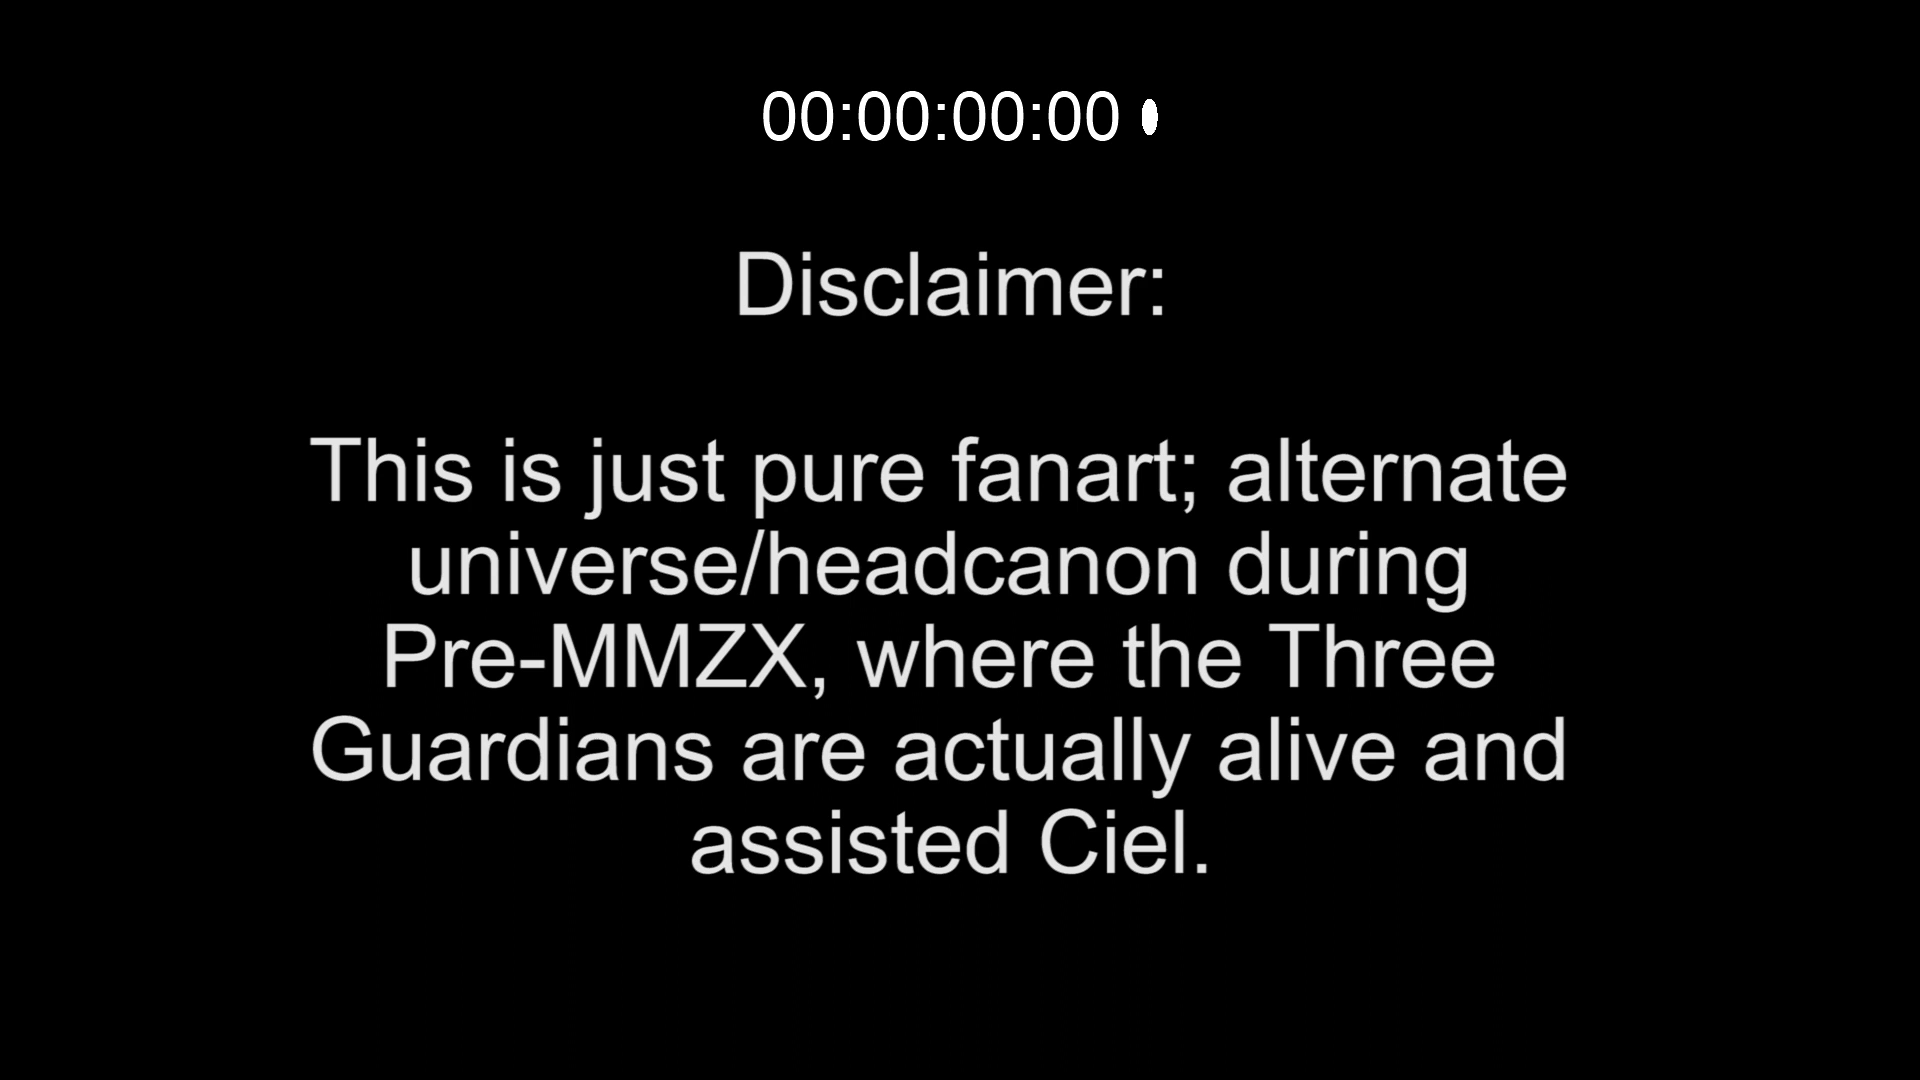 00:00:00:00
Disclaimer:
This is just pure fanart; alternate
universe/headcanon during
Pre-MMZX, where the Three
Guardians are actually alive and
assisted Ciel.